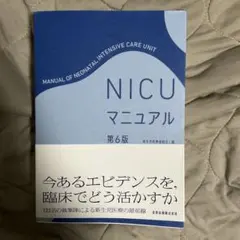 MANUAL OF NEONATAL INTENSIVE CARE UNIT
NICU
マニュアル
第6版
今あるエビデンスを、
臨床でどう活かすか